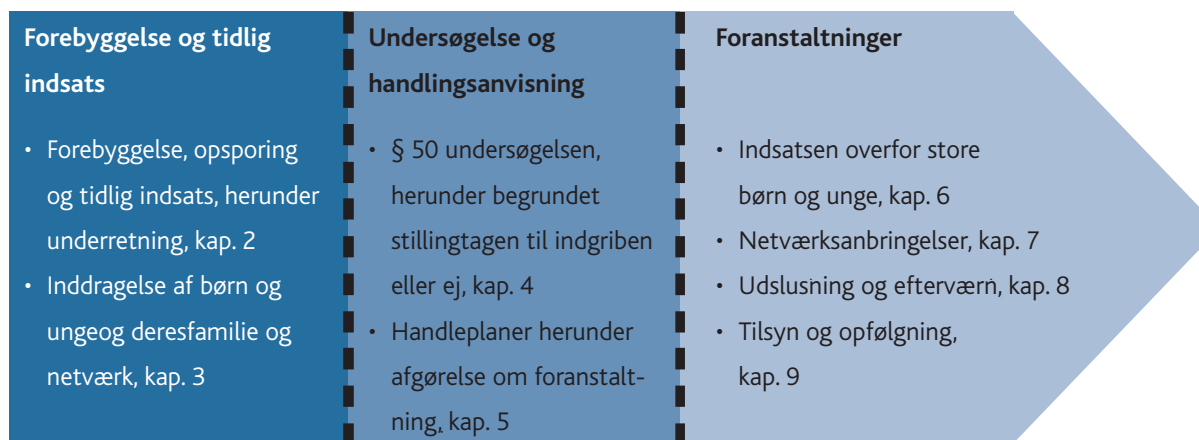 Forebyggelse og tidlig
indsats
• Forebyggelse, opsporing
og tidlig indsats, herunder
underretning, kap. 2
• Inddragelse af børn og
ungeog deresfamilie og
netværk, kap. 3
Undersøgelse og
handlingsanvisning
• § 50 undersøgelsen,
herunder begrundet
stillingtagen til indgriben
eller ej, kap. 4
• Handleplaner herunder
afgørelse om foranstalt-
ning, kap. 5
Foranstaltninger
• Indsatsen overfor store
børn og unge, kap. 6
• Netværksanbringelser, kap. 7
• Udslusning og efterværn, kap. 8
• Tilsyn og opfølgning,
kap. 9